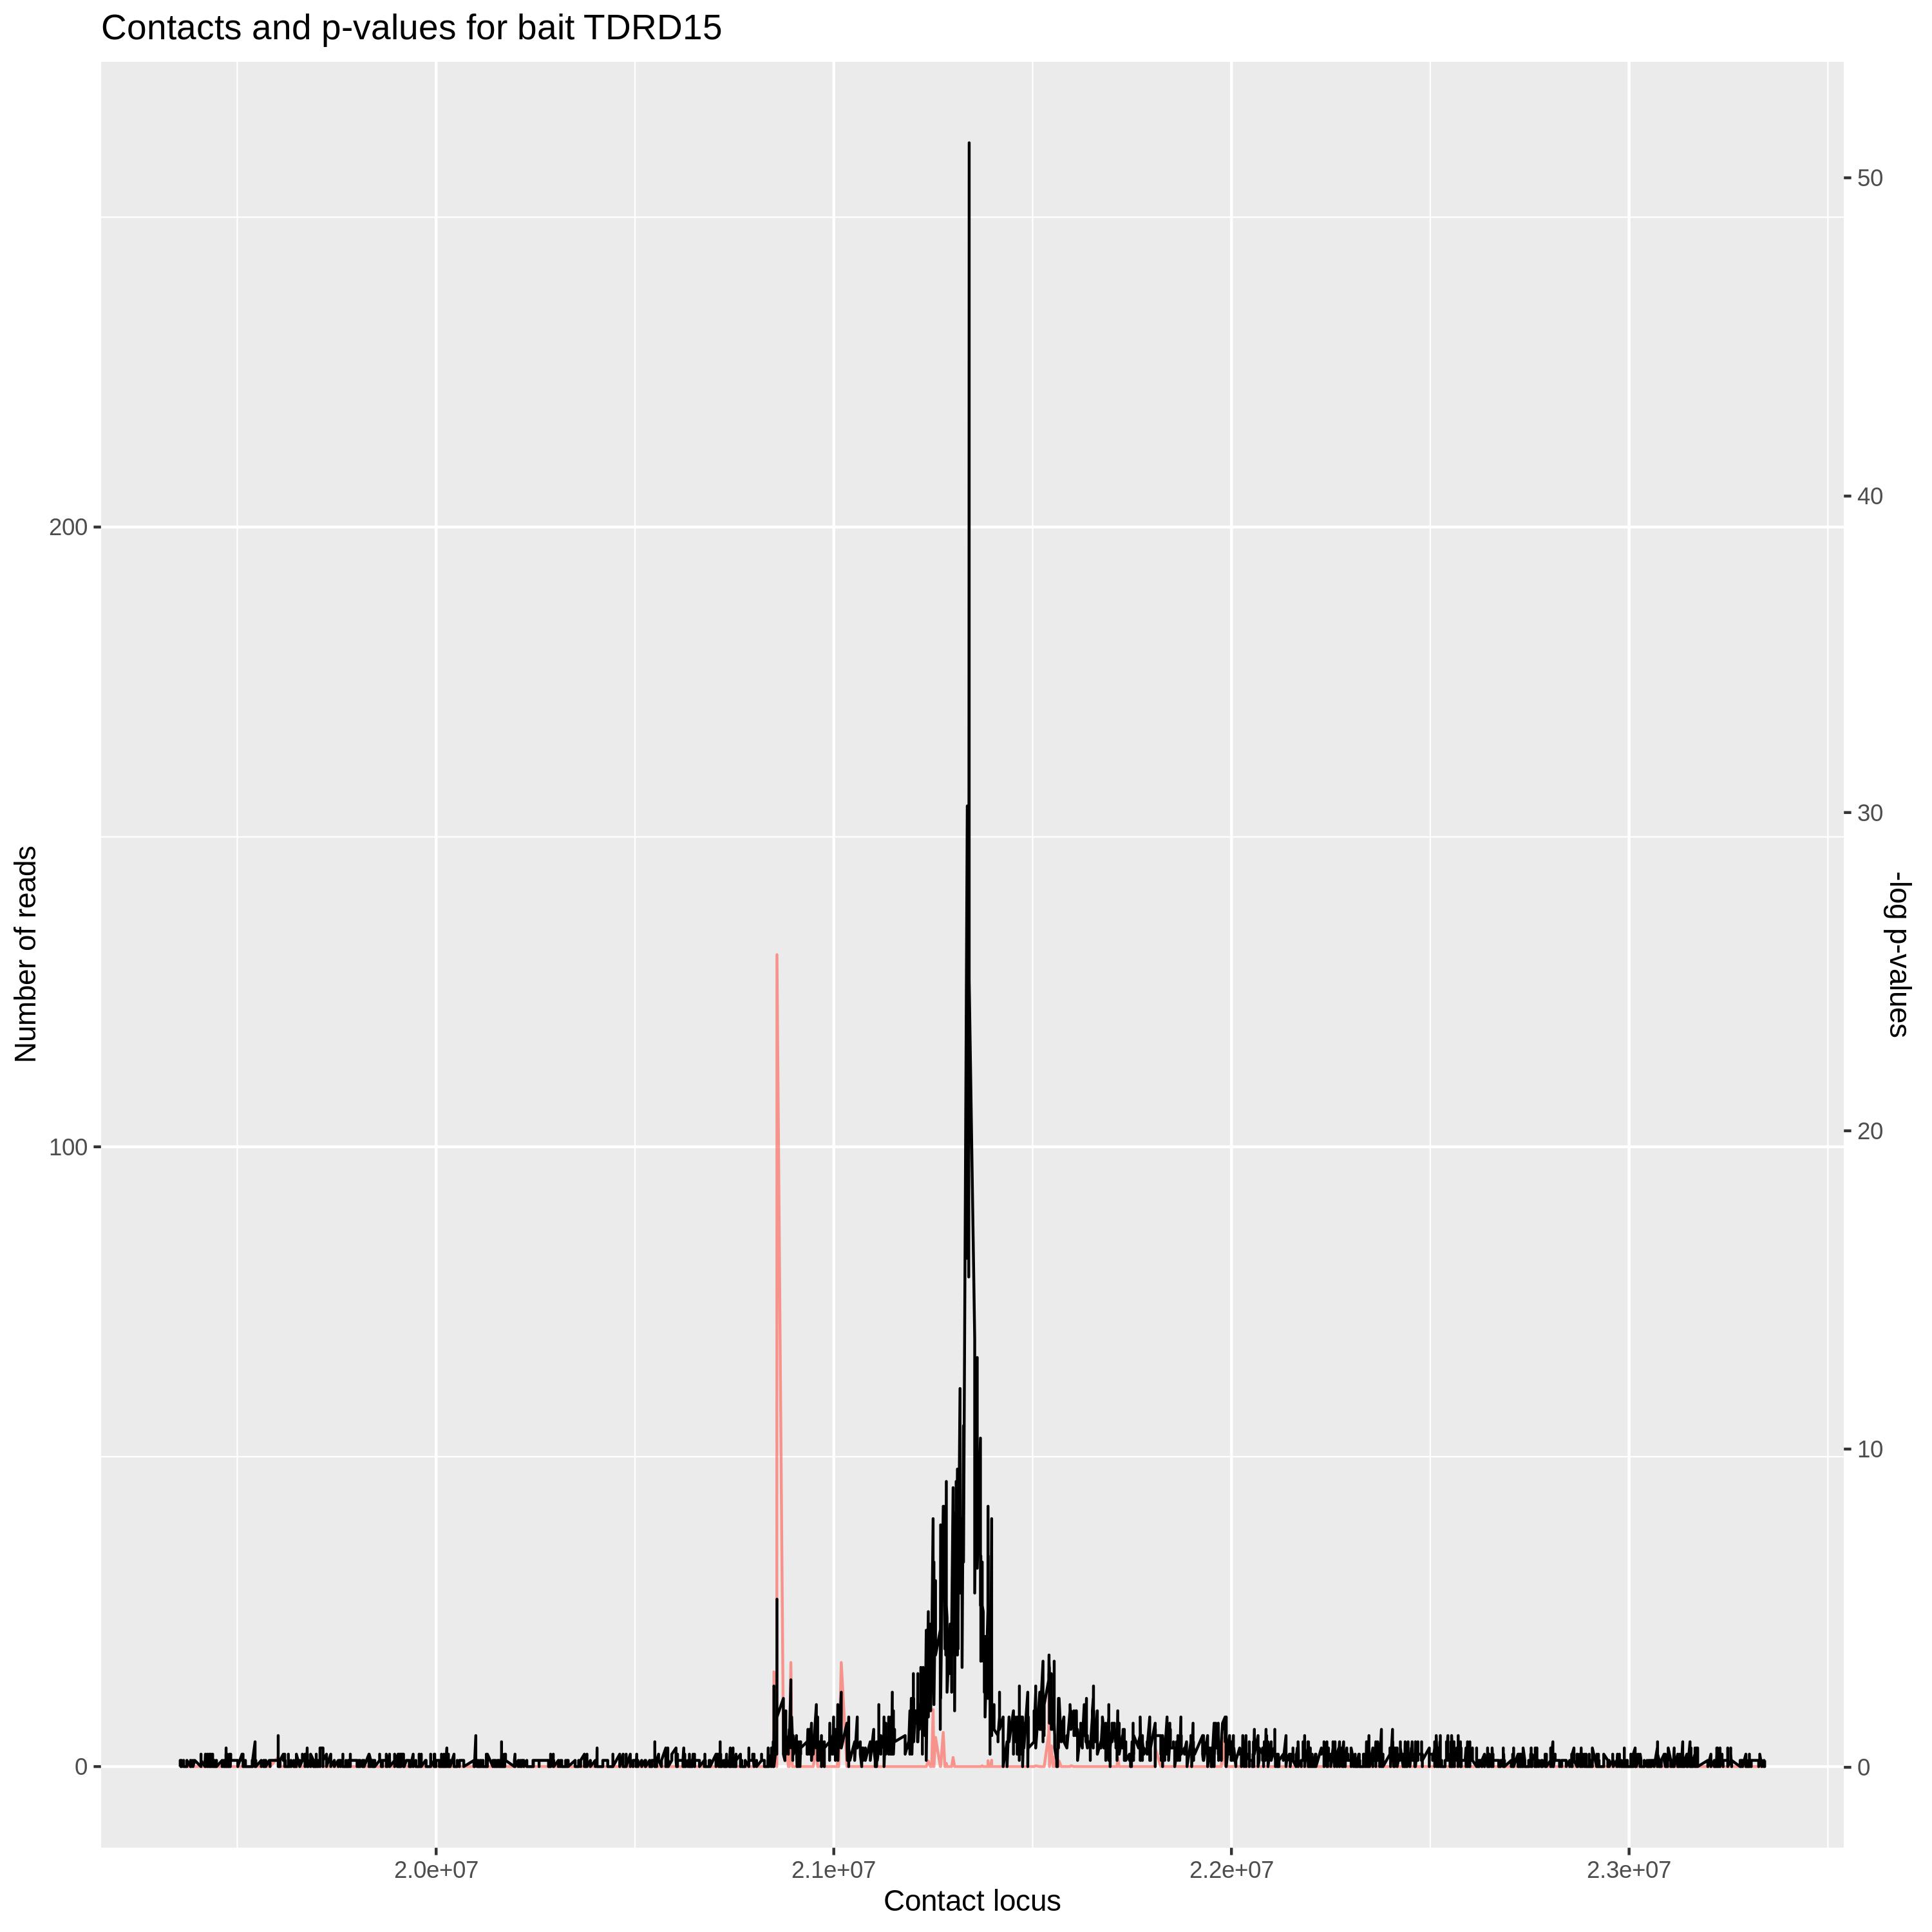 Contacts and p-values for bait TDRD15
Number of reads
200
100
0
50
40
30
20
10
0
-log p-values
2.0e+07
2.1e+07
2.2e+07
2.3e+07
Contact locus